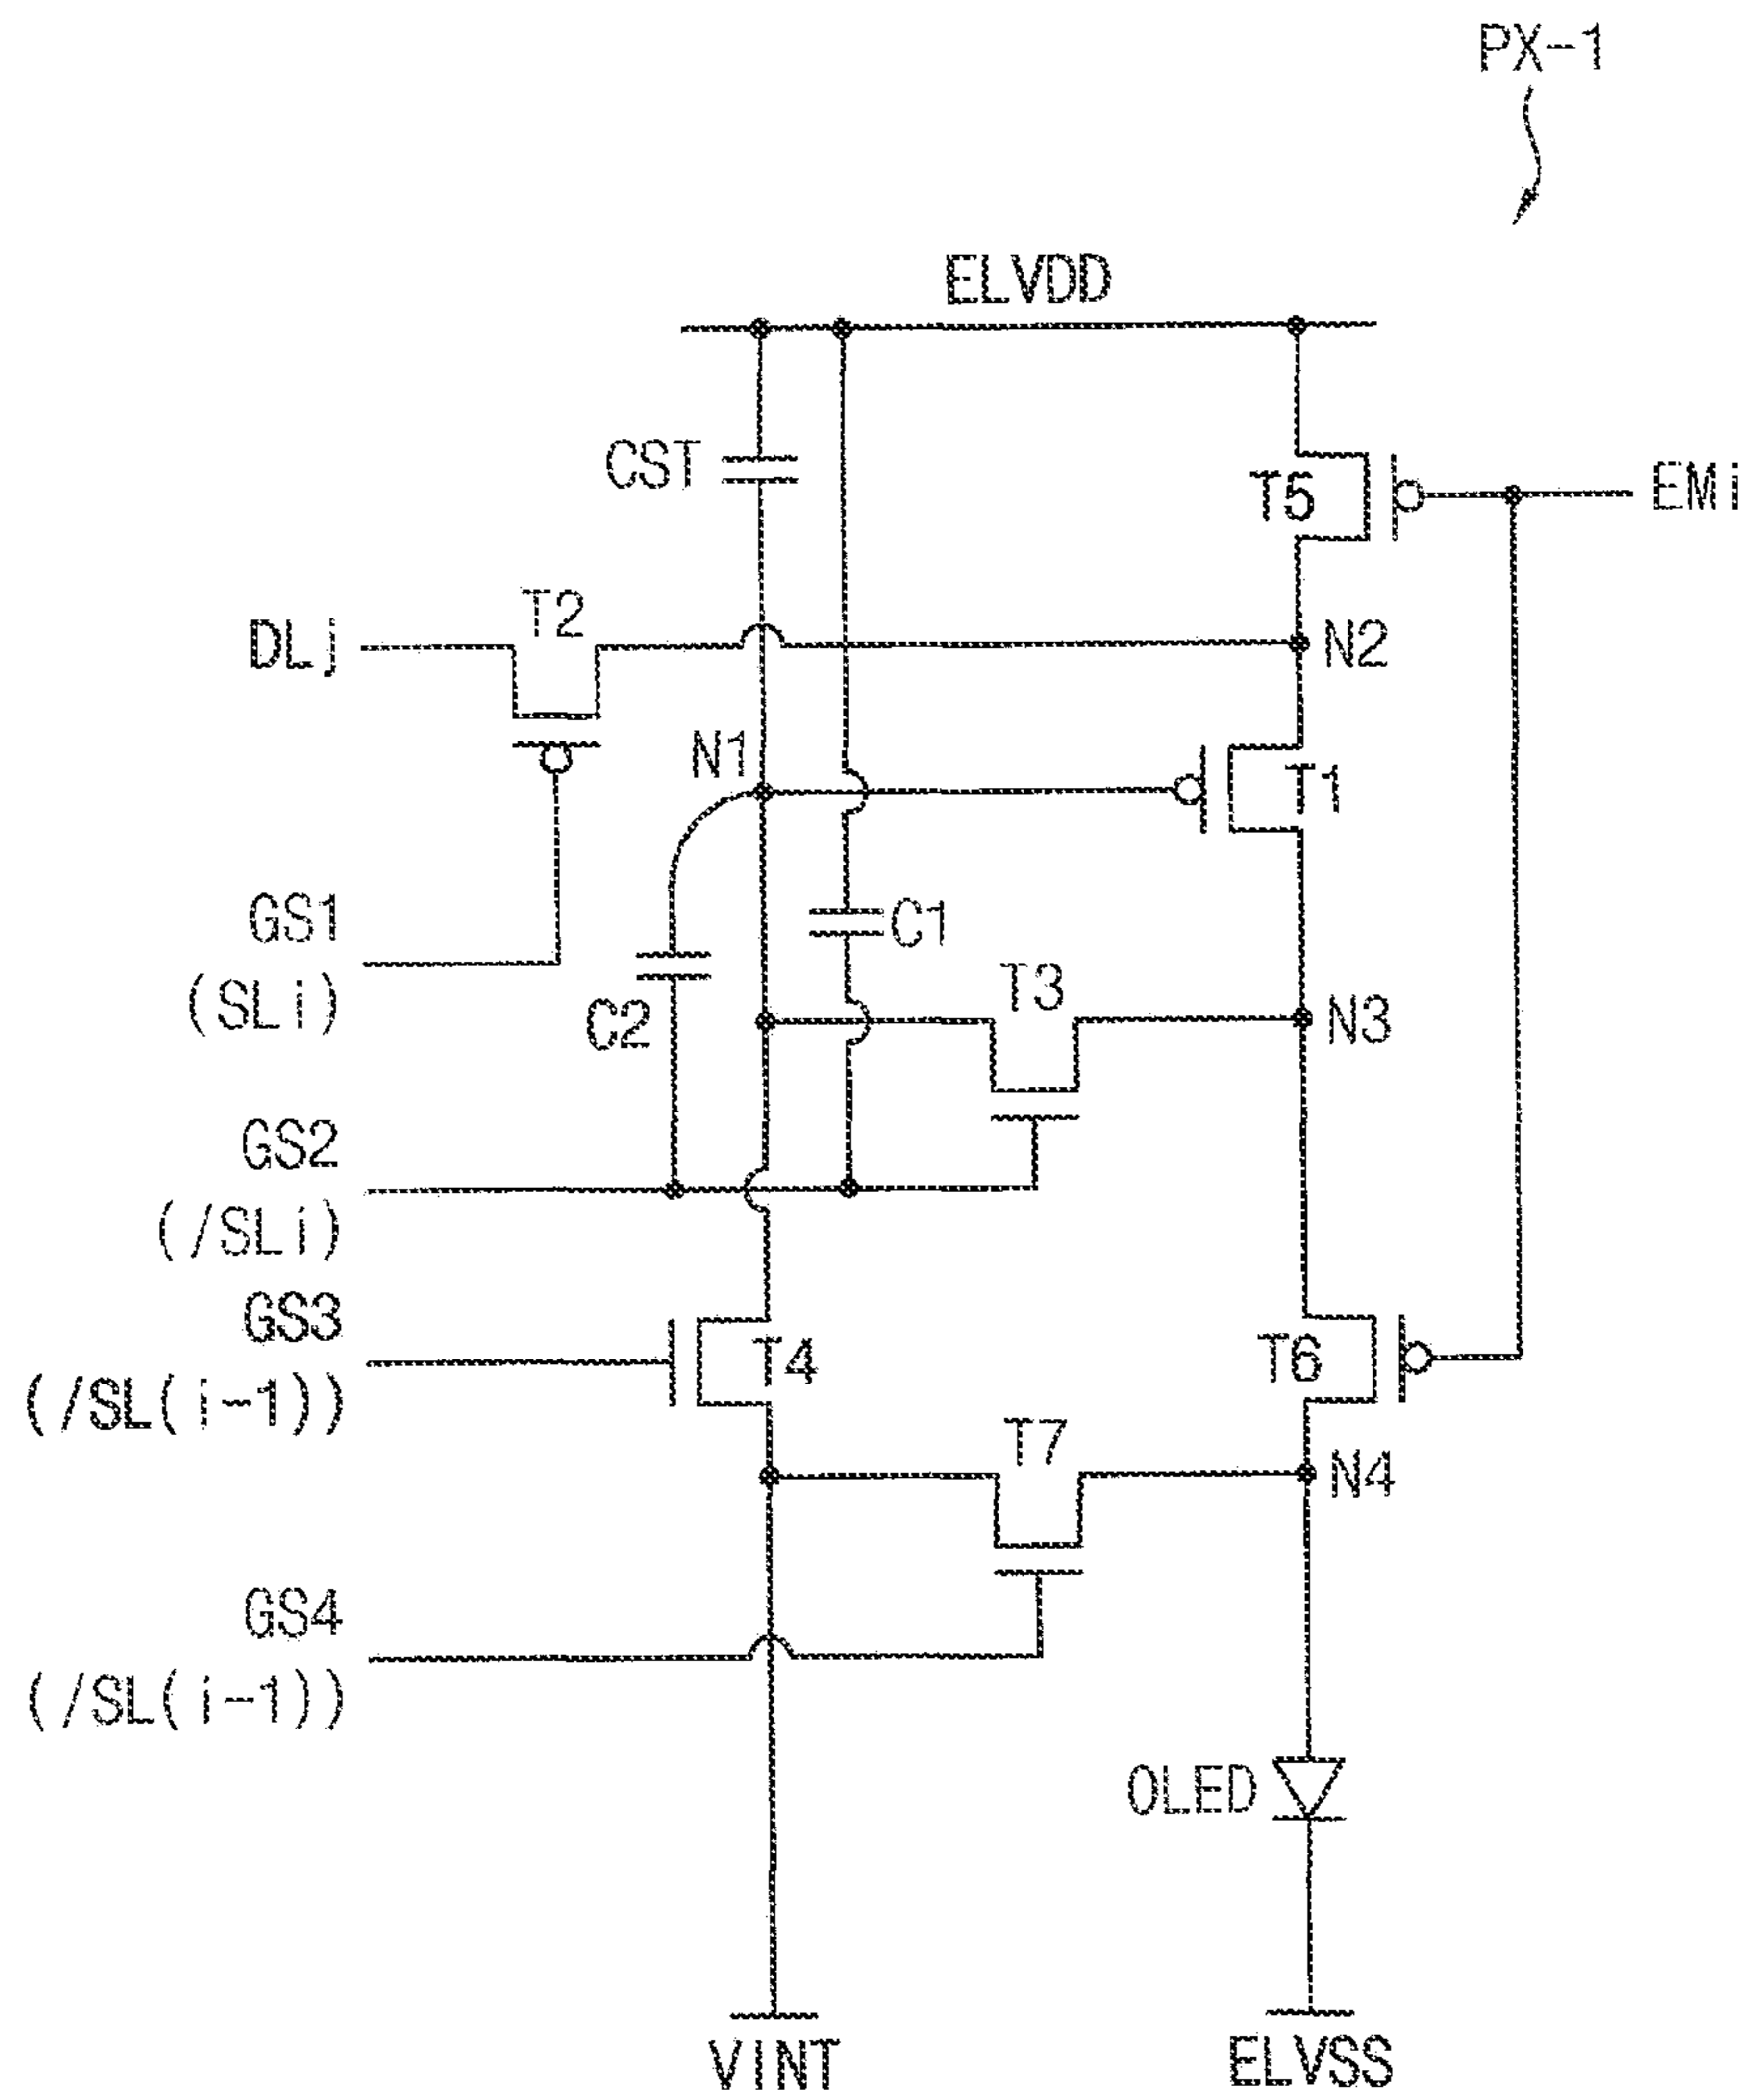 PX-1
ELVDD
CST
T5
EMi
DLj
T2
N2
N1
T1
GS1
(SLi)
C1
C2
T3
N3
GS2
(/SLi)
GS3
(/SL(i-1))
T4
T6
T7
N4
GS4
(/SL(i-1))
OLED
VINT
ELVSS